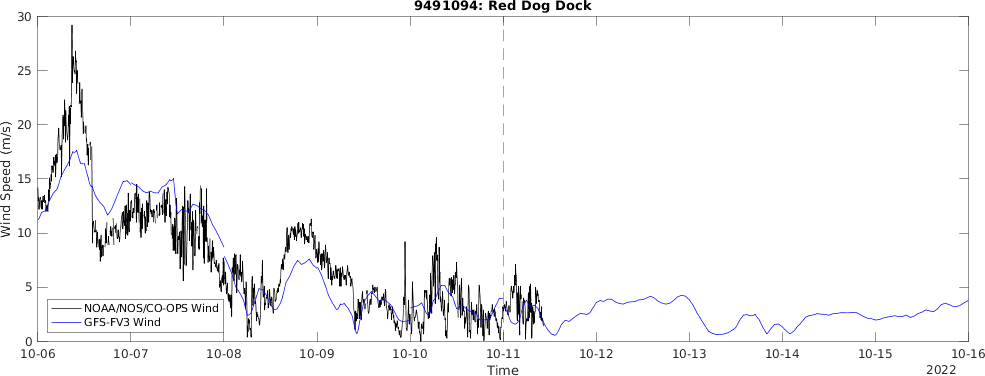 9491094: Red Dog Dock
Wind Speed (m/s)
30
25
20
15
10
5
0
NOAA/NOS/CO-OPS Wind
GFS-FV3 Wind
10-06 10-07 10-08 10-09 10-10 10-11 10-12 10-13 10-14 10-15 10-16
Time
2022